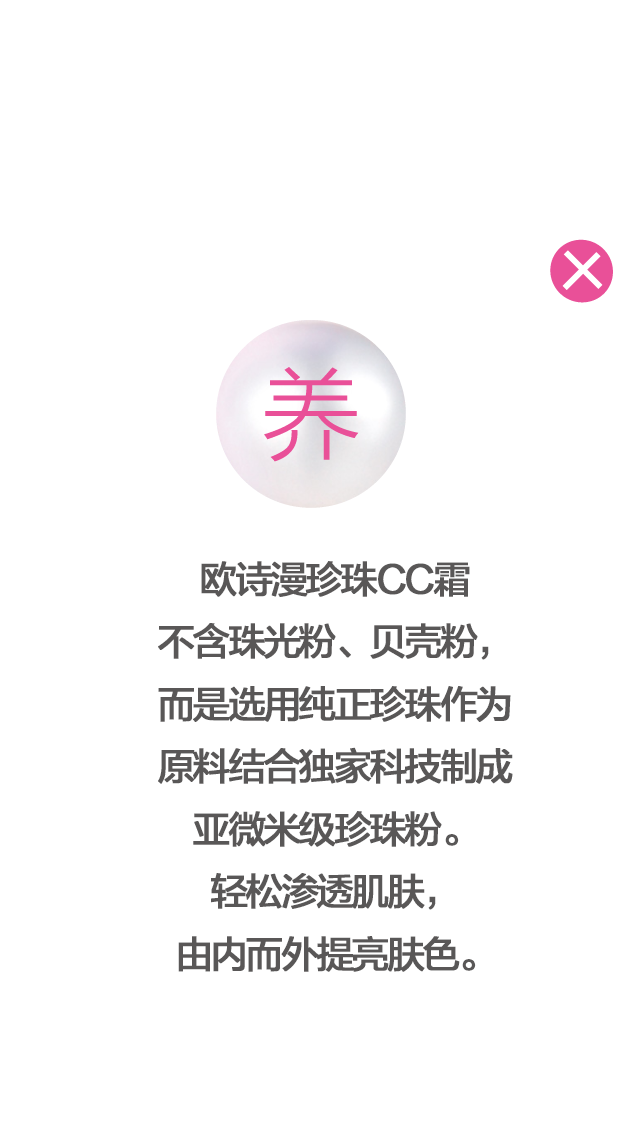 养
欧诗漫珍珠CC霜
不含珠光粉、贝壳粉，
而是选用纯正珍珠作为
原料结合独家科技制成
亚微米级珍珠粉。
轻松渗透肌肤，
由内而外提亮肤色。